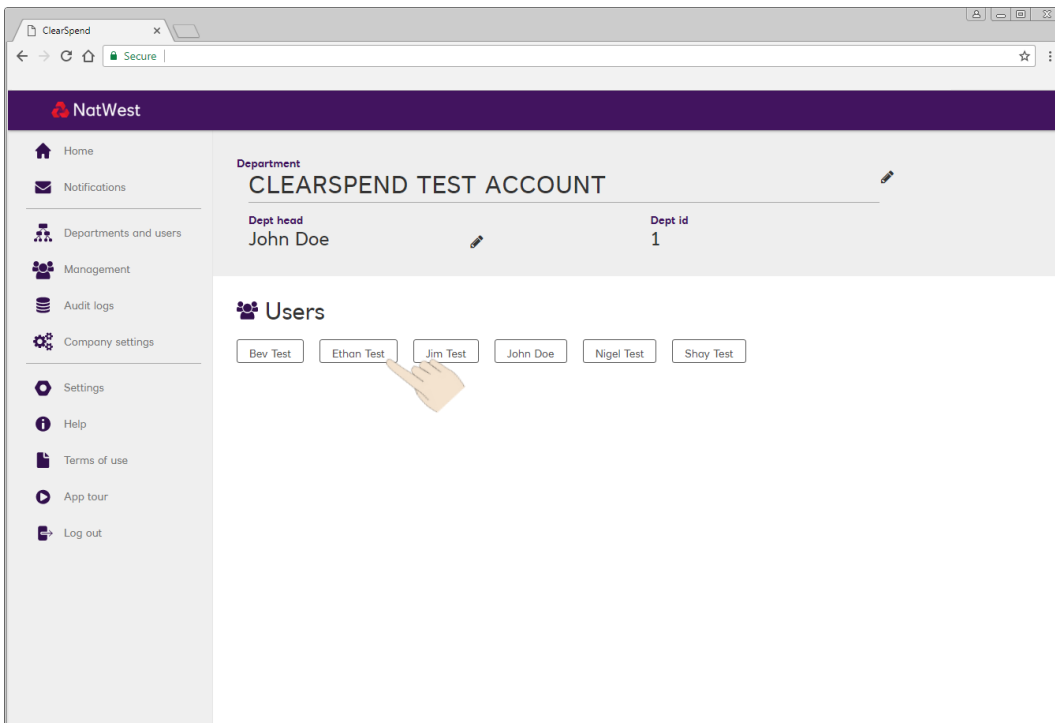 ClearSpend
Secure
NatWest
Home
Notifications
Departments and users
Management
Audit logs
Company settings
Settings
Help
Terms of use
App tour
Log out
Department
CLEARSPEND TEST ACCOUNT
Dept head
Dept id
John Doe
1
Users
Bev Test Ethan Test Jim Test John Doe Nigel Test Shay Test